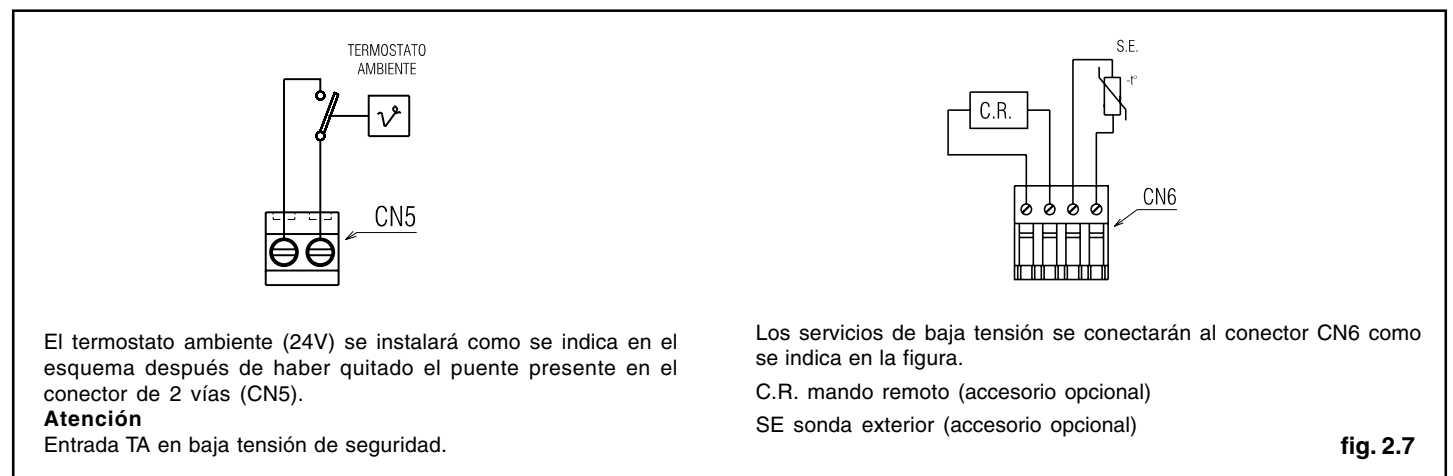 TERMOSTATO
AMBIENTE
CN5
El termostato ambiente (24V) se instalará como se indica en el
esquema después de haber quitado el puente presente en el
conector de 2 vías (CN5).
Atención
Entrada TA en baja tensión de seguridad.
S.E.
-t°
C.R.
CN6
Los servicios de baja tensión se conectarán al conector CN6 como
se indica en la figura.
C.R. mando remoto (accesorio opcional)
SE sonda exterior (accesorio opcional)
fig. 2.7